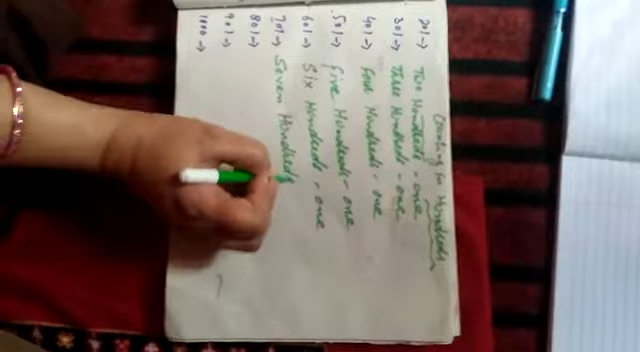 Counting in Hundreds
201 → Two Hundreds - one
301 → Three Hundreds - one
401 → Four Hundreds - one
501 → Five Hundreds - one
601 → Six Hundreds - one
701 → Seven Hundreds
801 →
901 →
1000 →